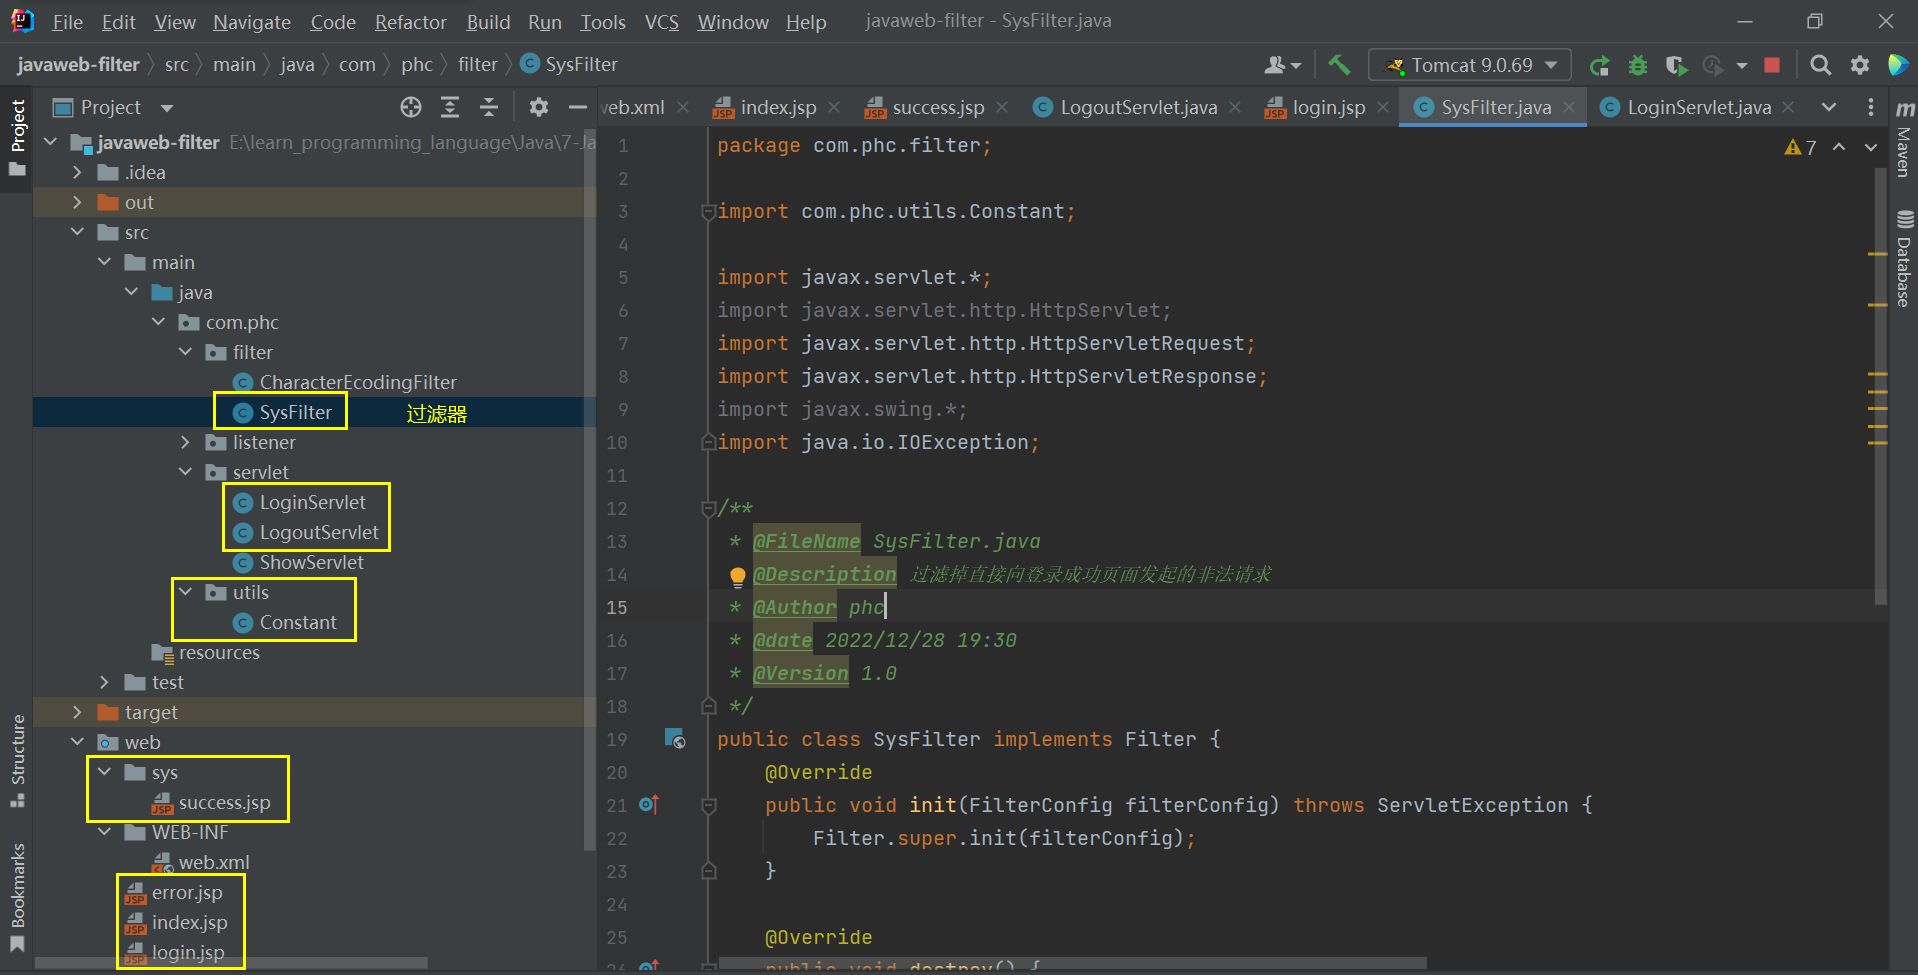 File Edit View Navigate Code Refactor Build Run Tools VCS Window Help javaweb-filter - SysFilter.java
javaweb-filter src main java com phc filter SysFilter
Tomcat 9.0.69
Project
web.xml index.jsp success.jsp LogoutServlet.java login.jsp SysFilter.java LoginServlet.java
Project
Structure
Bookmarks
javaweb-filter E:\learn_programming_language\Java\7-Ja
.idea
out
src
main
java
com.phc
filter
CharacterEcodingFilter
SysFilter 过滤器
listener
servlet
LoginServlet
LogoutServlet
ShowServlet
utils
Constant
resources
test
target
web
sys
success.jsp
WEB-INF
web.xml
error.jsp
index.jsp
login.jsp
1 package com.phc.filter;
2
3 import com.phc.utils.Constant;
4
5 import javax.servlet.*;
6 import javax.servlet.http.HttpServlet;
7 import javax.servlet.http.HttpServletRequest;
8 import javax.servlet.http.HttpServletResponse;
9 import javax.swing.*;
10 import java.io.IOException;
11
12 /**
13 * @FileName SysFilter.java
14 @Description 过滤掉直接向登录成功页面发起的非法请求
15 * @Author phc
16 * @date 2022/12/28 19:30
17 * @Version 1.0
18 */
19 public class SysFilter implements Filter {
20 @Override
21 public void init(FilterConfig filterConfig) throws ServletException {
22 Filter.super.init(filterConfig);
23 }
24
25 @Override
26 public void destroy() {
7
Maven
Database